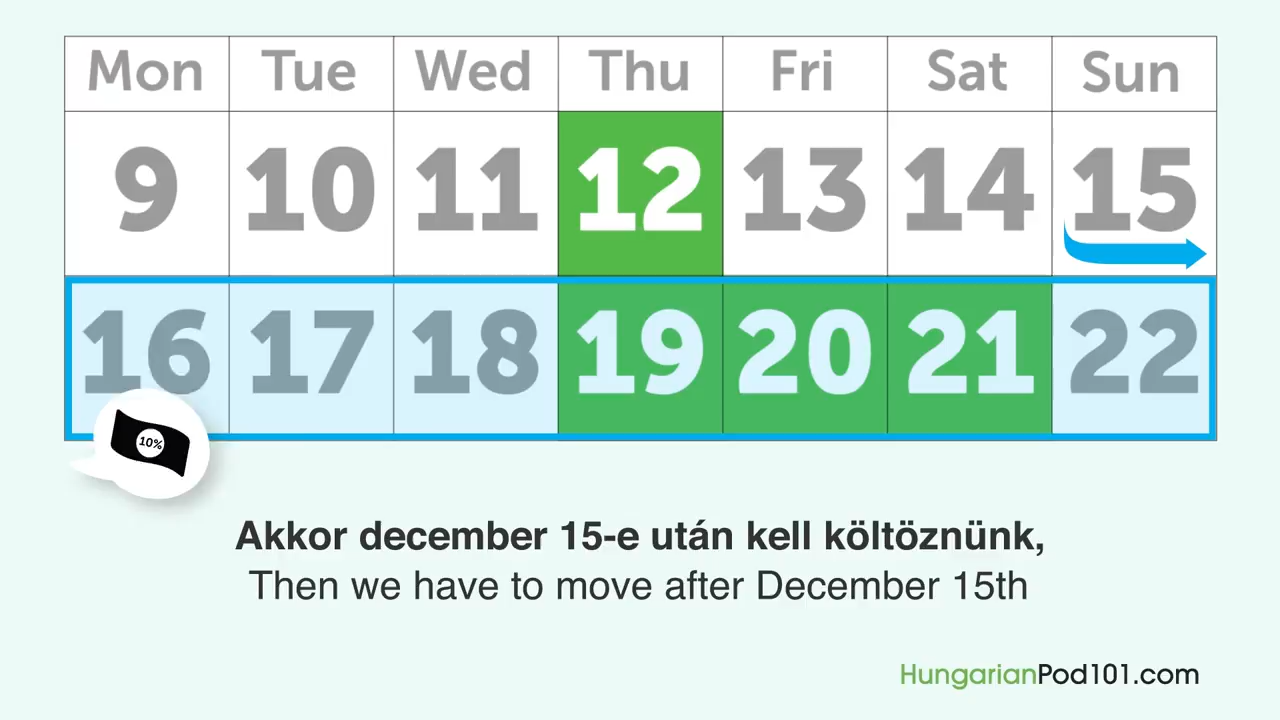 Mon Tue Wed Thu Fri Sat Sun
9 10 11 12 13 14 15
16 17 18 19 20 21 22
10%
Akkor december 15-e után kell költöznünk,
Then we have to move after December 15th
HungarianPod101.com